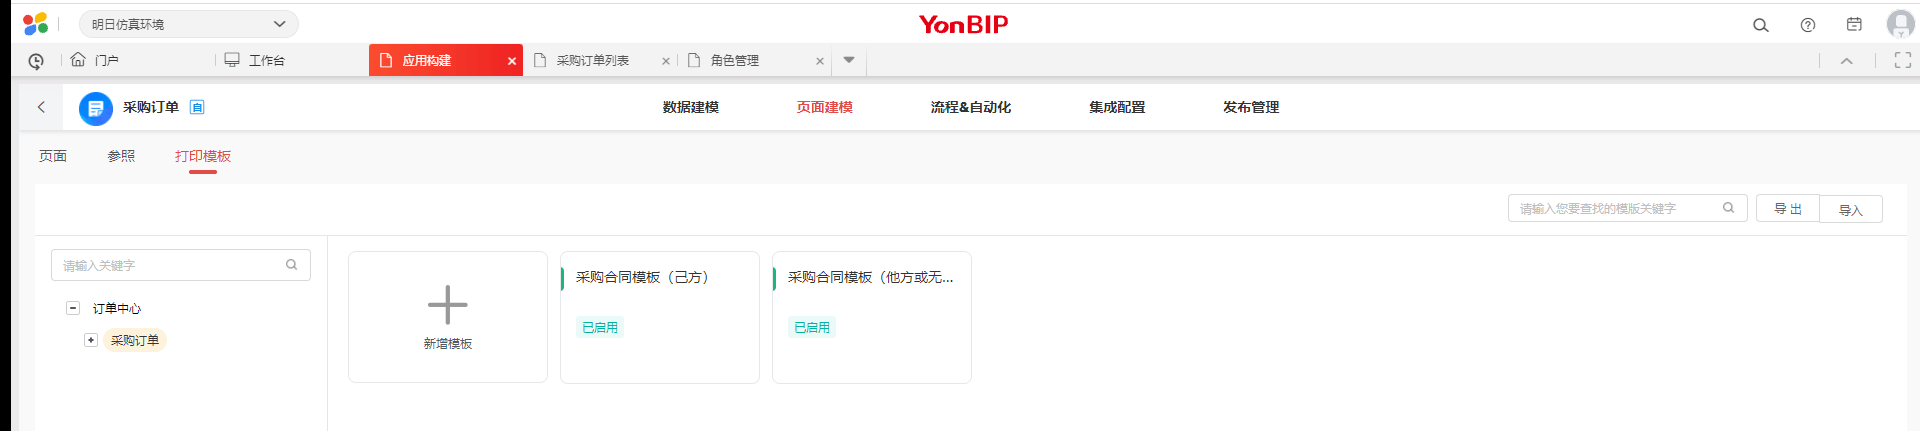 明日仿真环境
YonBIP
门户
工作台
应用构建
采购订单列表
角色管理
采购订单 自
数据建模
页面建模
流程&自动化
集成配置
发布管理
页面
参照
打印模板
请输入您要查找的模版关键字
导出
导入
请输入关键字
订单中心
采购订单
新增模板
采购合同模板（己方）
已启用
采购合同模板（他方或无...
已启用